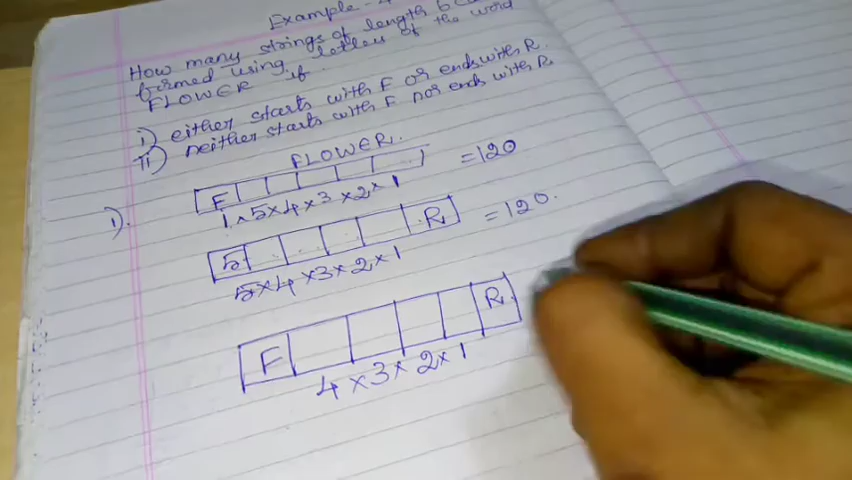 Example - 4
How many strings of length 6 can
formed using letters of the word
FLOWER if
i) either starts with F or ends with R.
ii) neither starts with F nor ends with R.
FLOWER.
F =120
1×5×4×3×2×1
i).
5 R =120.
5×4×3×2×1
F R
4×3×2×1